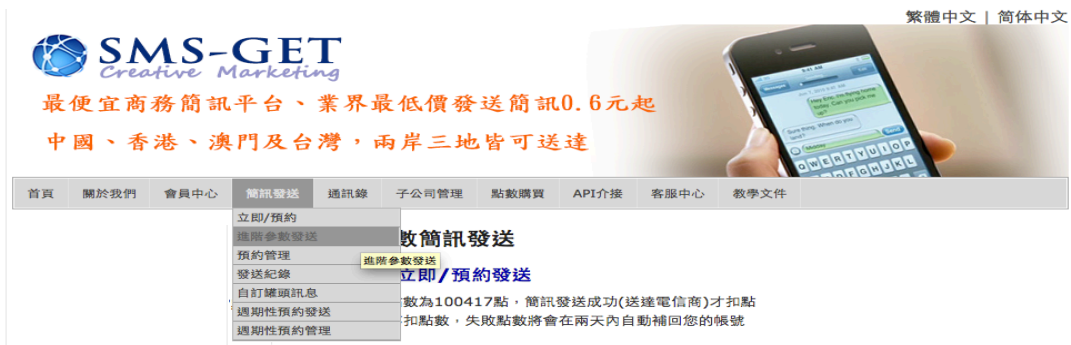 繁體中文 | 简体中文
SMS-GET
Creative Marketing
最便宜商務簡訊平台、業界最低價發送簡訊0.6元起
中國、香港、澳門及台灣，兩岸三地皆可送達
首頁 關於我們 會員中心 簡訊發送 通訊錄 子公司管理 點數購買 API介接 客服中心 教學文件
立即/預約
進階參數發送
預約管理
發送紀錄
自訂罐頭訊息
週期性預約發送
週期性預約管理
進階參數發送
數簡訊發送
立即/預約發送
數為100417點，簡訊發送成功(送達電信商)才扣點
扣點數，失敗點數將會在兩天內自動補回您的帳號
9:41 AM
Send
QWERTYUIOP